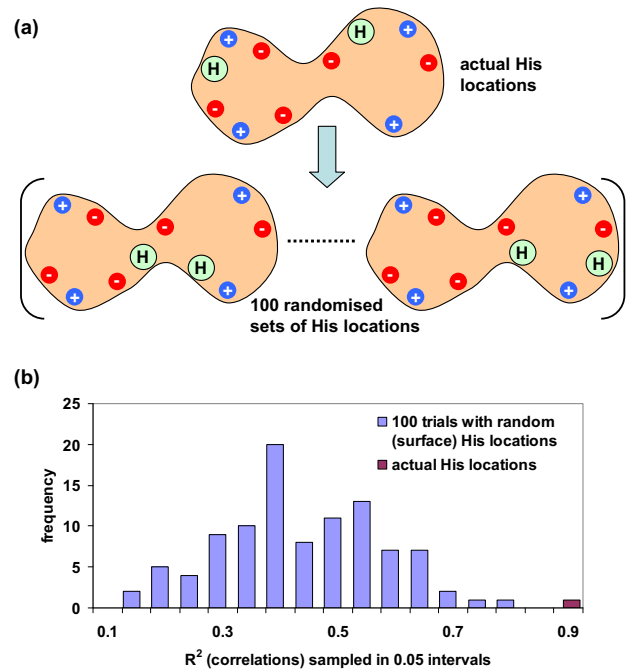 (a)
+ H + - - - H actual His
locations
- + - +
+ - - + - H H - + - +
+ - - + - H H - + - +
100 randomised
sets of His locations
(b)
25
20
15
10
5
0
frequency
100 trials with random
(surface) His locations
actual His locations
0.1 0.3 0.5 0.7 0.9
R² (correlations) sampled in 0.05 intervals